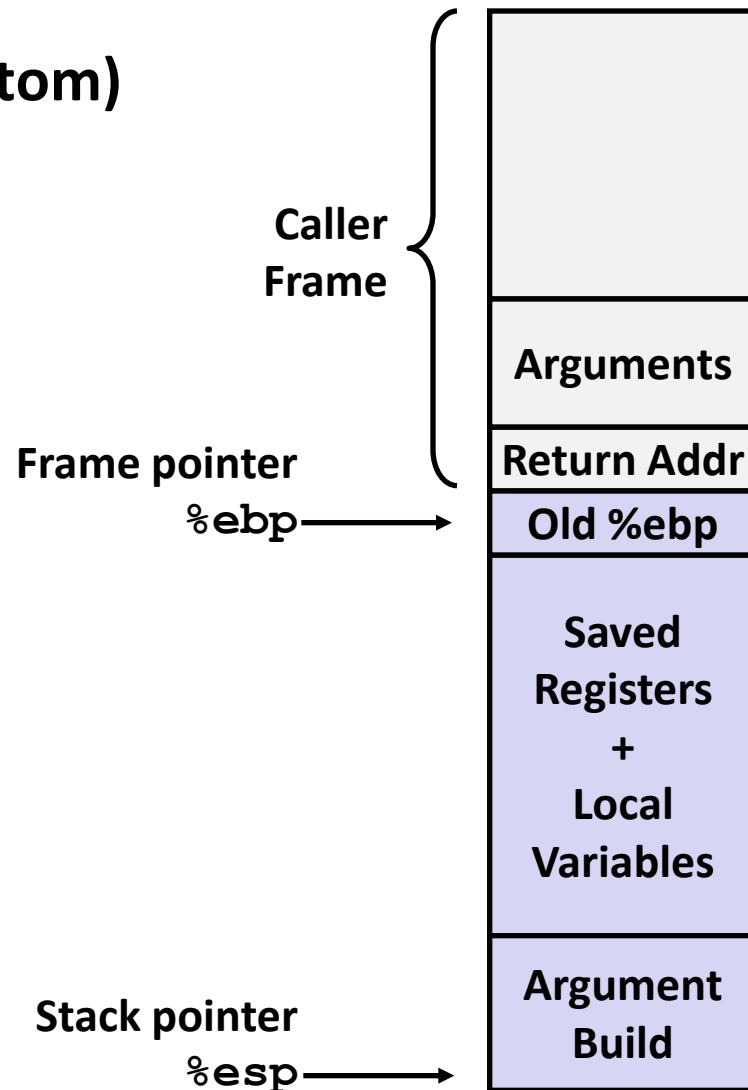 tom)
Caller
Frame
Arguments
Frame pointer
Return Addr
%ebp
Old %ebp
Saved
Registers
+
Local
Variables
Argument
Build
Stack pointer
%esp